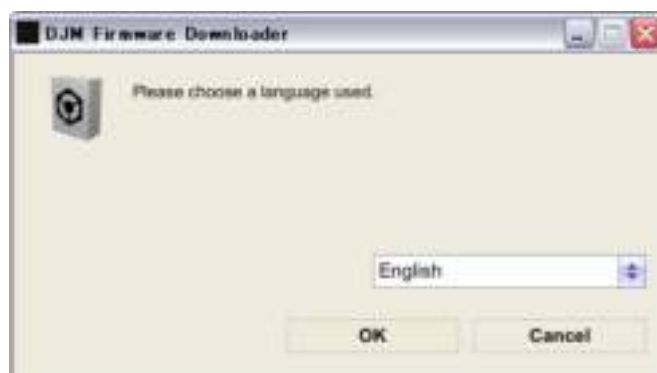 DJM Firmware Downloader
Please choose a language used.
English
OK
Cancel